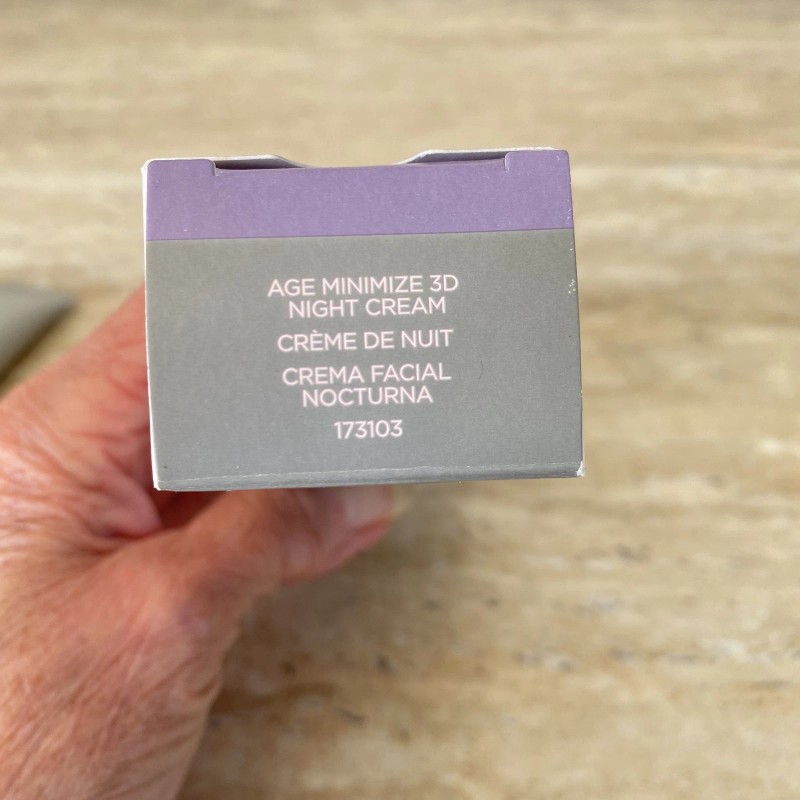 AGE MINIMIZE 3D
NIGHT CREAM
CRÈME DE NUIT
CREMA FACIAL
NOCTURNA
173103